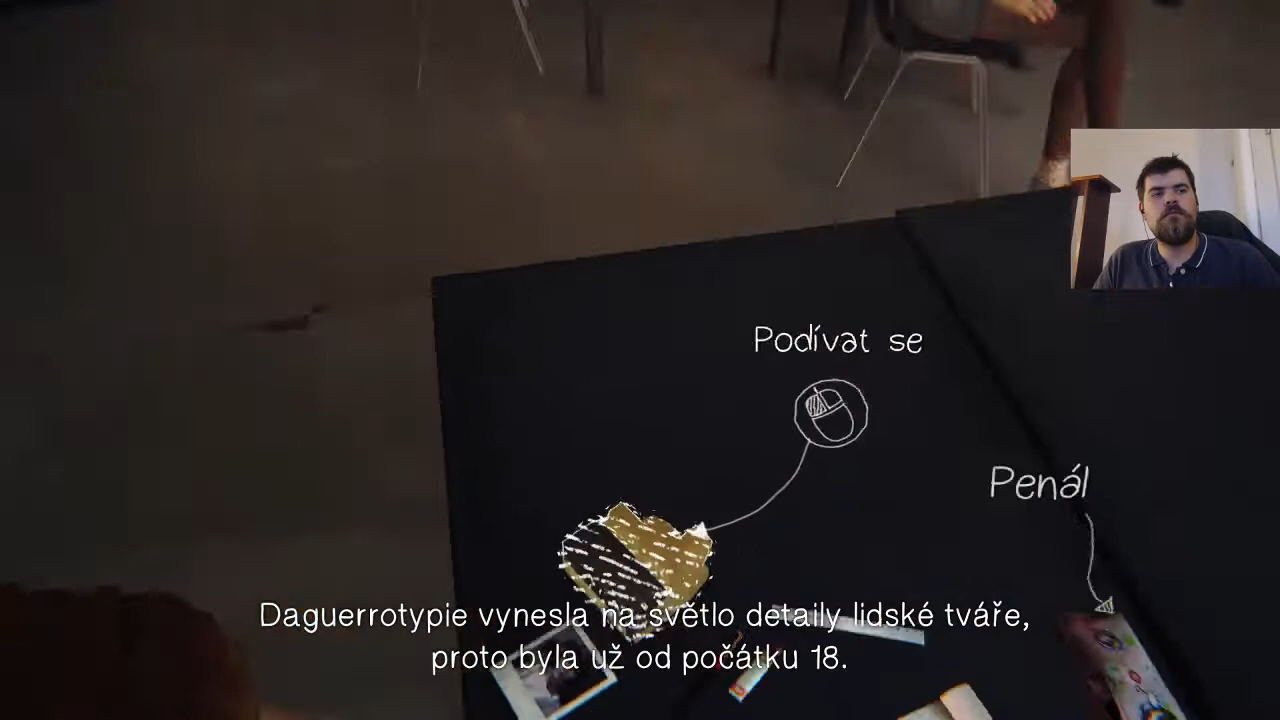 Podívat se
Penál
Daguerrotypie vynesla na světlo detaily lidské tváře,
proto byla už od počátku 18.